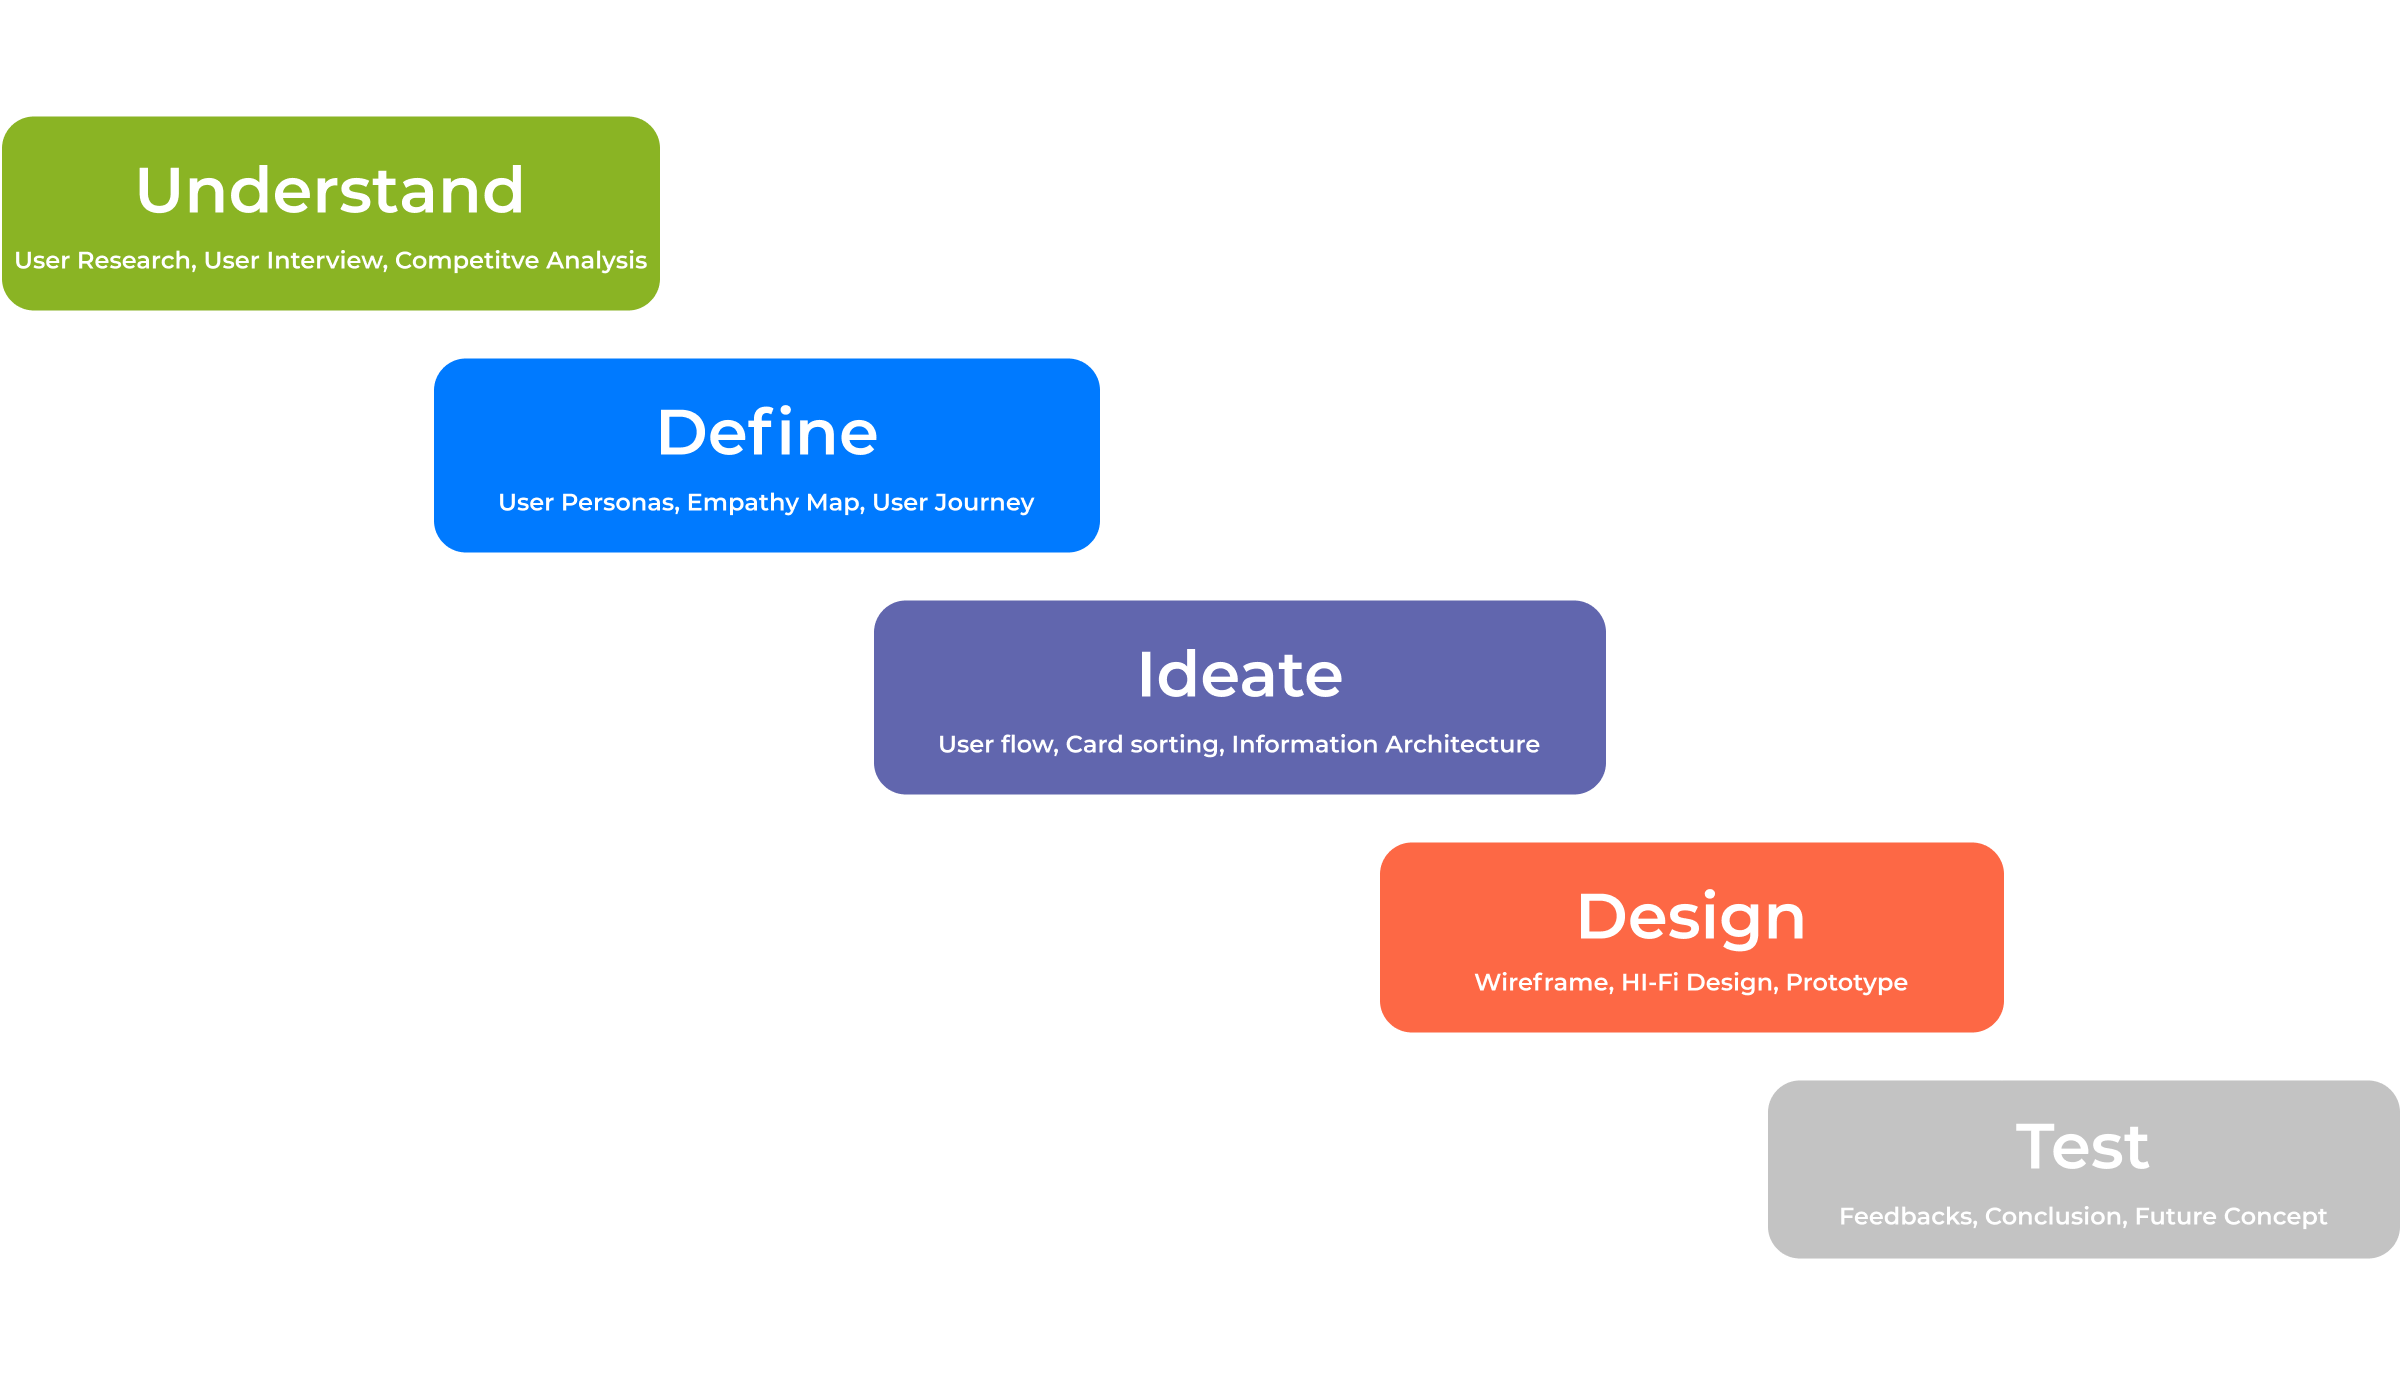 Understand
User Research, User Interview, Competitve Analysis
Define
User Personas, Empathy Map, User Journey
Ideate
User flow, Card sorting, Information Architecture
Design
Wireframe, HI-Fi Design, Prototype
Test
Feedbacks, Conclusion, Future Concept